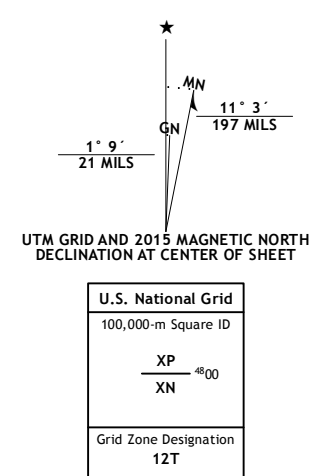 ★
MN
GN
11° 3´
197 MILS
1° 9´
21 MILS
UTM GRID AND 2015 MAGNETIC NORTH
DECLINATION AT CENTER OF SHEET
U.S. National Grid
100,000-m Square ID
XP
⁴⁸00
XN
Grid Zone Designation
12T